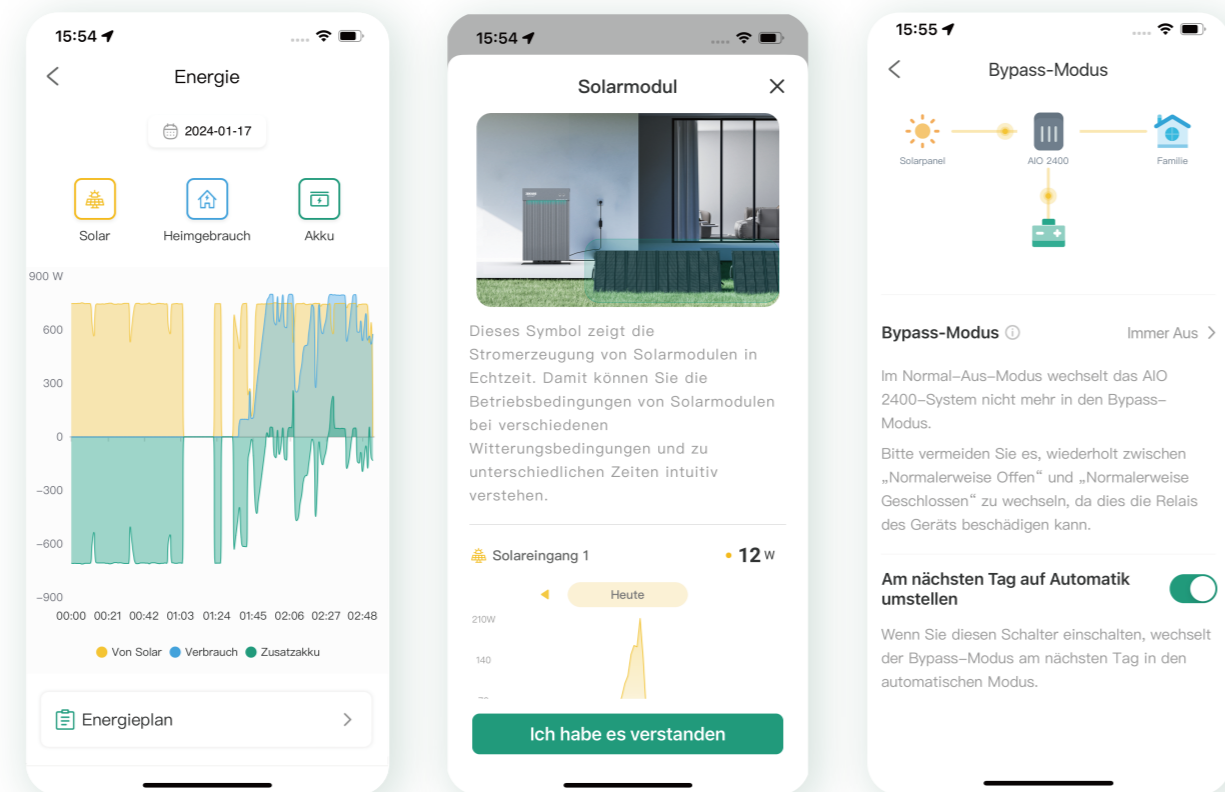 15:54
Energie
2024-01-17
Solar
Heimgebrauch
Akku
900 W
600
300
0
-300
-600
-900
00:00 00:21 00:42 01:03 01:24 01:45 02:06 02:27 02:48
Von Solar Verbrauch Zusatzakku
Energieplan
15:54
Solarmodul
Dieses Symbol zeigt die
Stromerzeugung von Solarmodulen in
Echtzeit. Damit können Sie die
Betriebsbedingungen von Solarmodulen
bei verschiedenen
Witterungsbedingungen und zu
unterschiedlichen Zeiten intuitiv
verstehen.
Solareingang 1
12 W
Heute
210W
140
Ich habe es verstanden
15:55
Bypass-Modus
Solarpanel
AIO 2400
Familie
Bypass-Modus
Immer Aus
Im Normal-Aus-Modus wechselt das AIO
2400-System nicht mehr in den Bypass-
Modus.
Bitte vermeiden Sie es, wiederholt zwischen
„Normalerweise Offen“ und „Normalerweise
Geschlossen“ zu wechseln, da dies die Relais
des Geräts beschädigen kann.
Am nächsten Tag auf Automatik
umstellen
Wenn Sie diesen Schalter einschalten, wechselt
der Bypass-Modus am nächsten Tag in den
automatischen Modus.